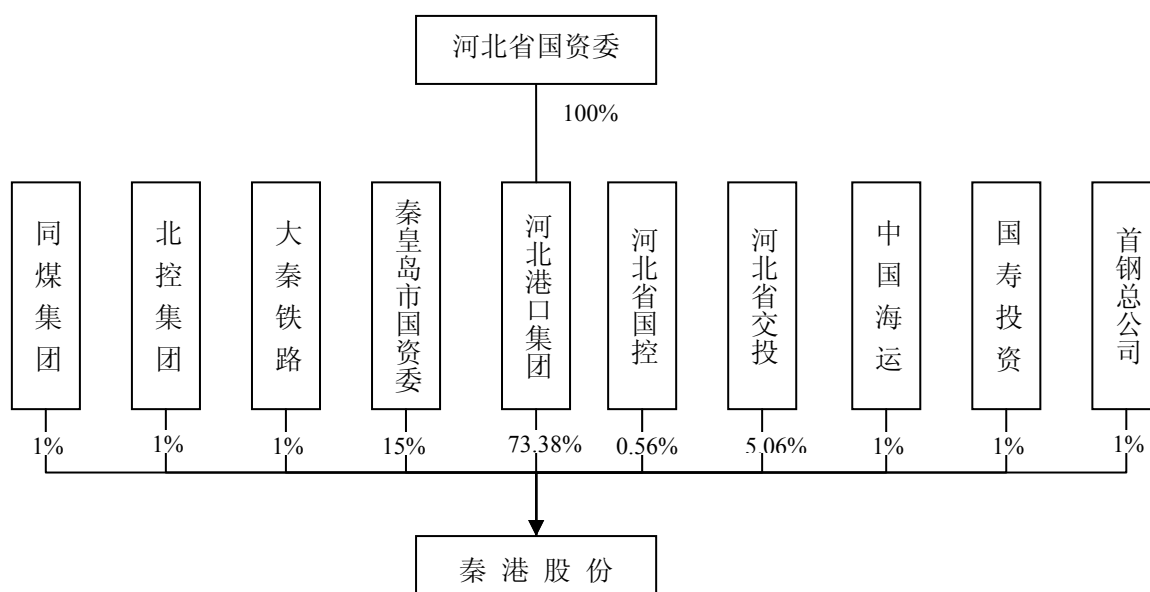 河北省国资委
100%
同煤集团
北控集团
大秦铁路
秦皇岛市国资委
河北港口集团
河北省国控
河北省交投
中国海运
国寿投资
首钢总公司
1%
1%
1%
15%
73.38%
0.56%
5.06%
1%
1%
1%
秦港股份